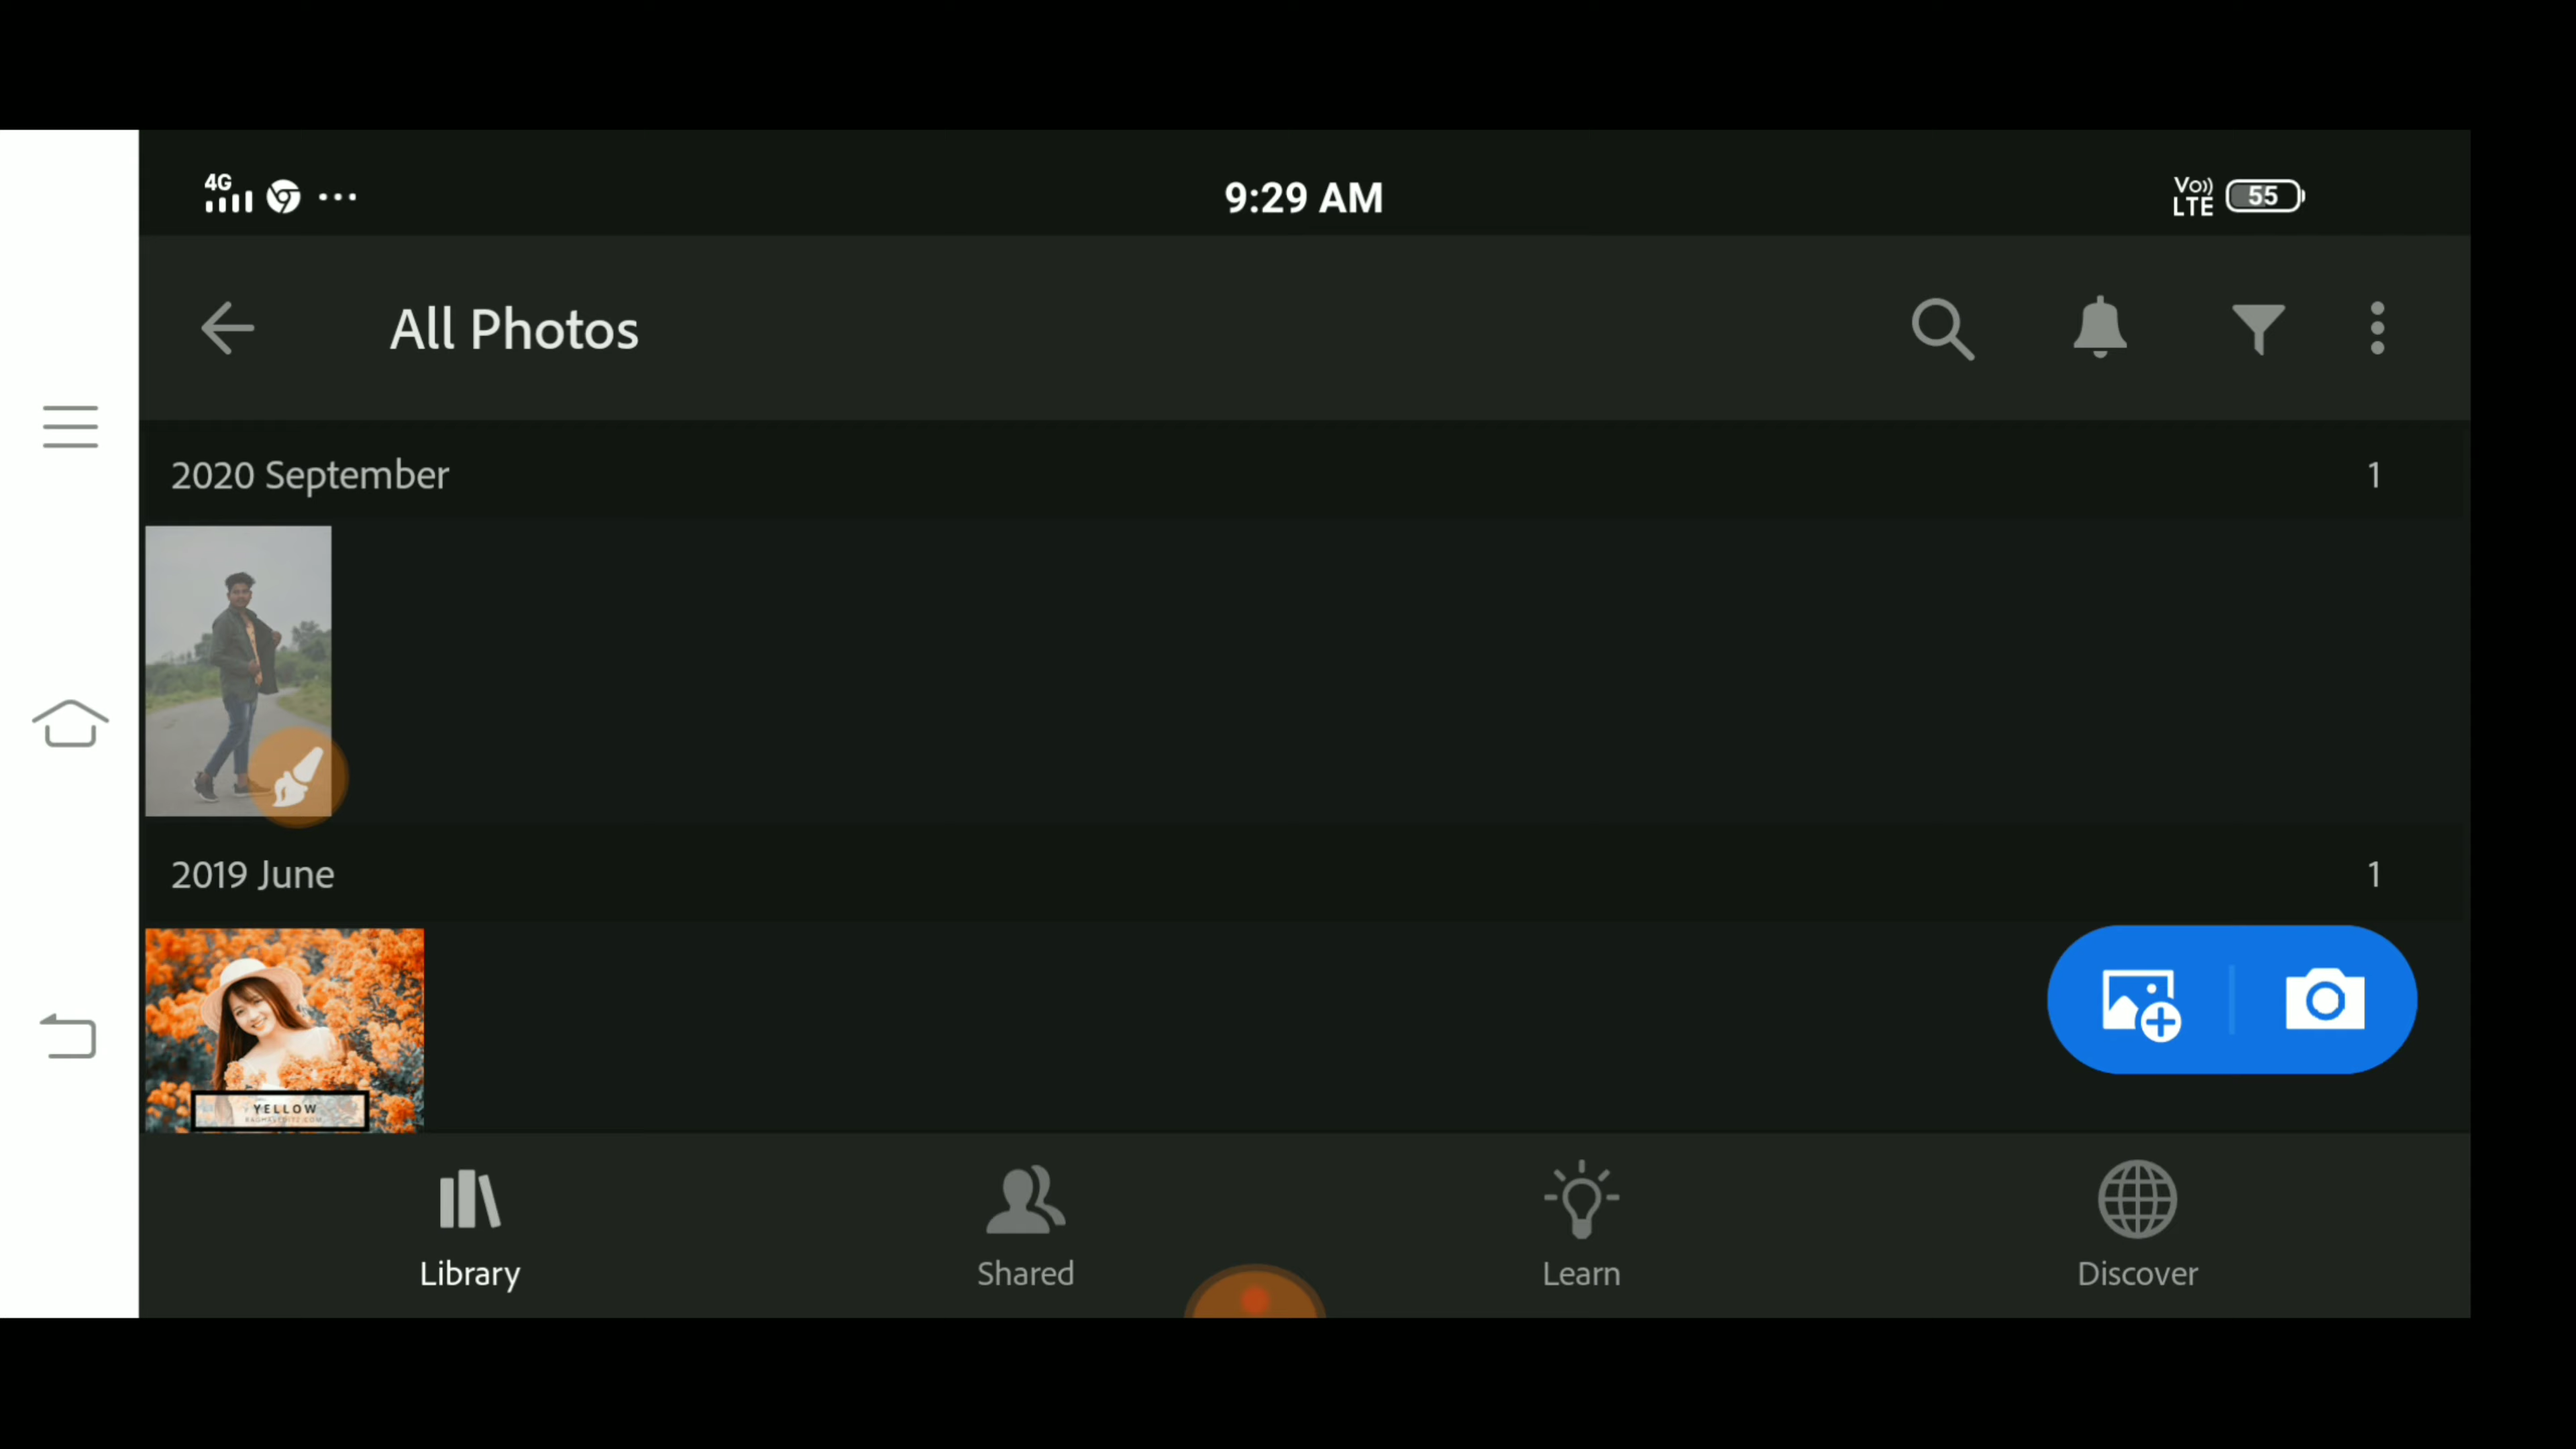 4G
9:29 AM
Vo))
LTE
55
All Photos
2020 September
1
2019 June
1
YELLOW
Library
Shared
Learn
Discover